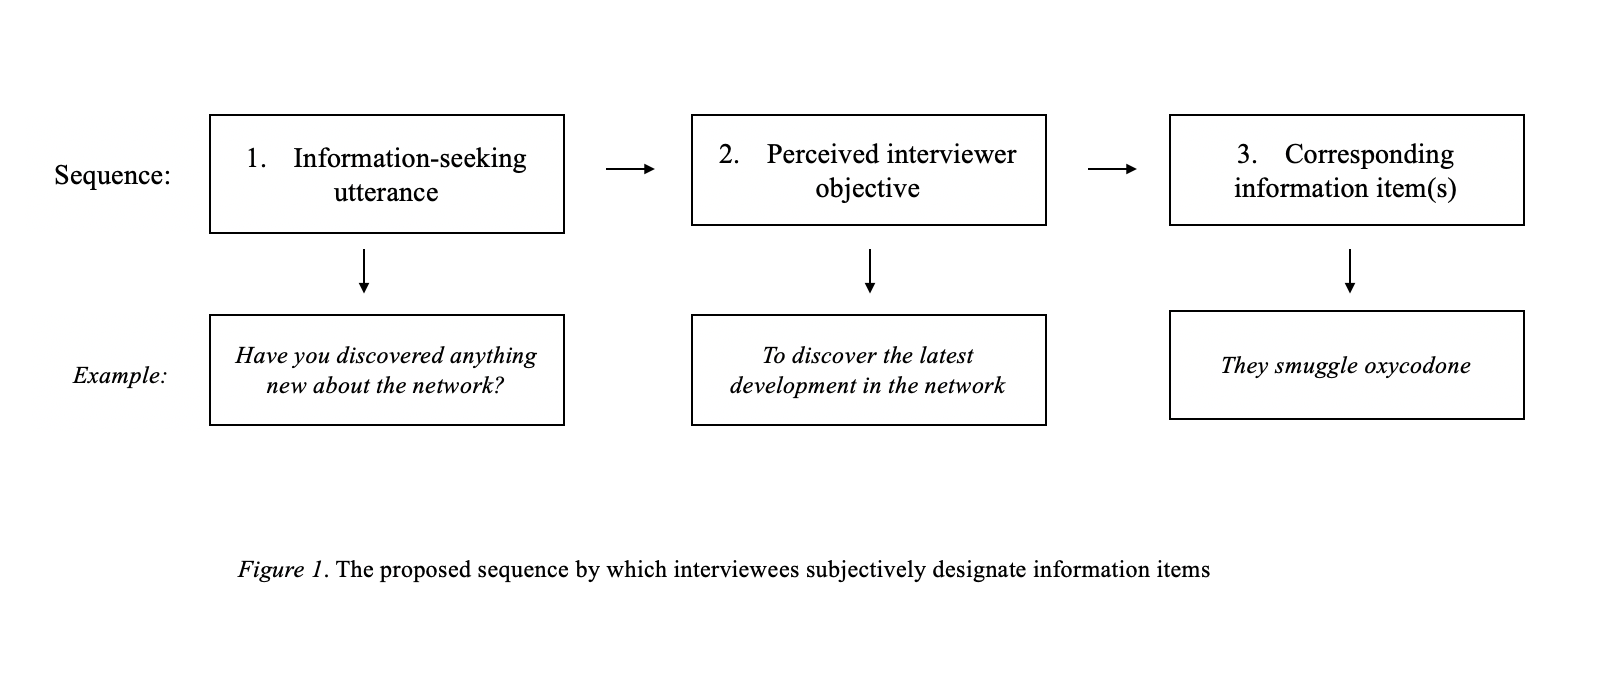 Sequence:
1. Information-seeking
utterance
2. Perceived interviewer
objective
3. Corresponding
information item(s)
Example:
Have you discovered anything
new about the network?
To discover the latest
development in the network
They smuggle oxycodone
Figure 1. The proposed sequence by which interviewees subjectively designate information items